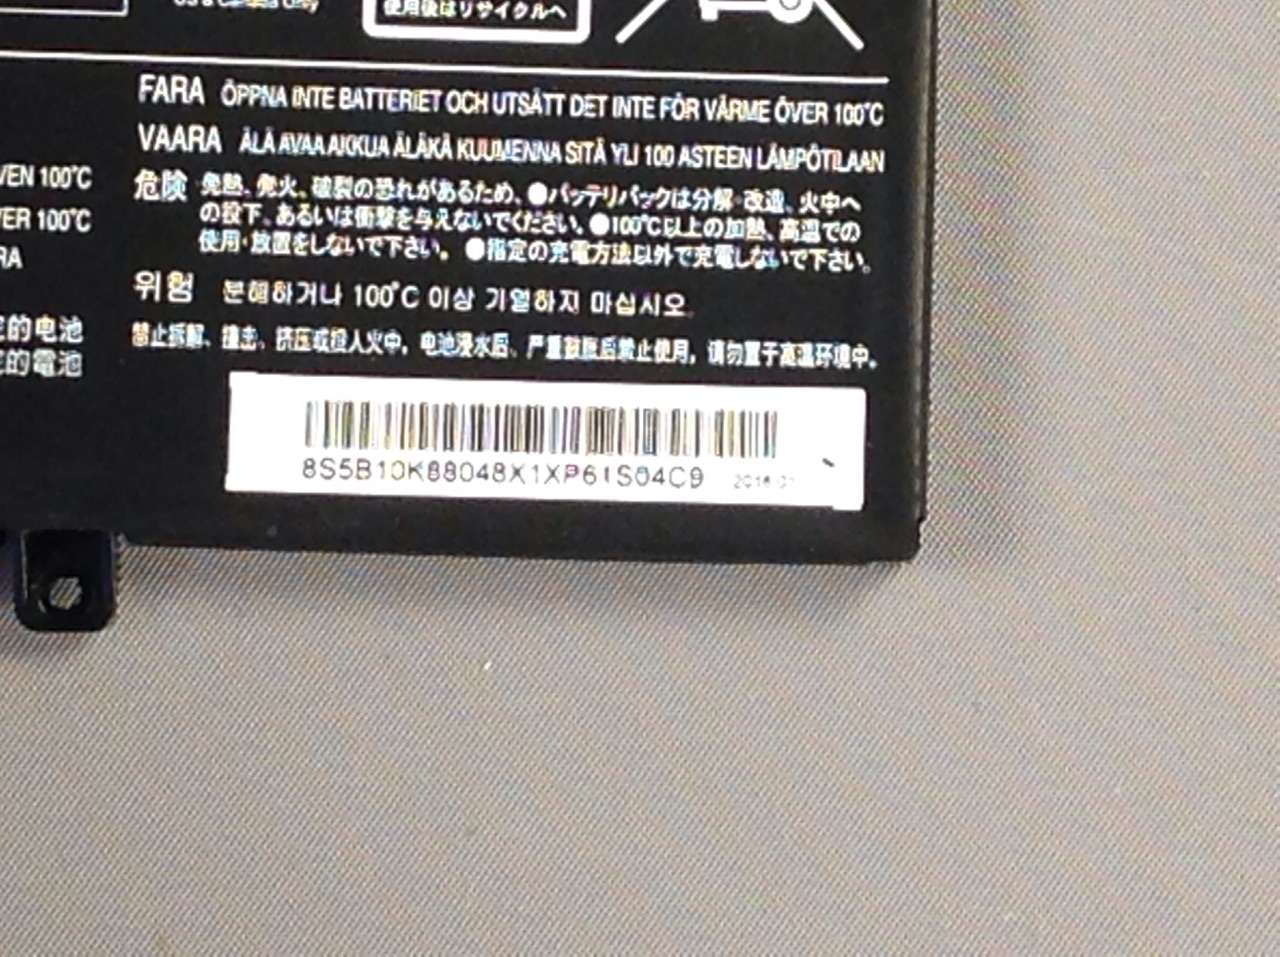 使用後はリサイクルへ
FARA ÖPPNA INTE BATTERIET OCH UTSÄTT DET INTE FÖR VÄRME ÖVER 100°C
VAARA ÄLÄ AVAA AKKUA ÄLÄKÄ KUUMENNA SITÄ YLI 100 ASTEEN LÄMPÖTILAAN
VEN 100°C
危険 発熱、発火、破裂の恐れがあるため、●バッテリパックは分解・改造、火中へ
VER 100°C
の投下、あるいは衝撃を与えないでください。●100°C以上の加熱、高温での
RA
使用・放置をしないで下さい。●指定の充電方法以外で充電しないで下さい。
위험 분해하거나 100°C 이상 가열하지 마십시오.
定的电池
禁止拆解、撞击、挤压或投入火中，电池浸水后、严重鼓胀后禁止使用，请勿置于高温环境中。
定的電池
8S5B10K88048X1XP61S04C9